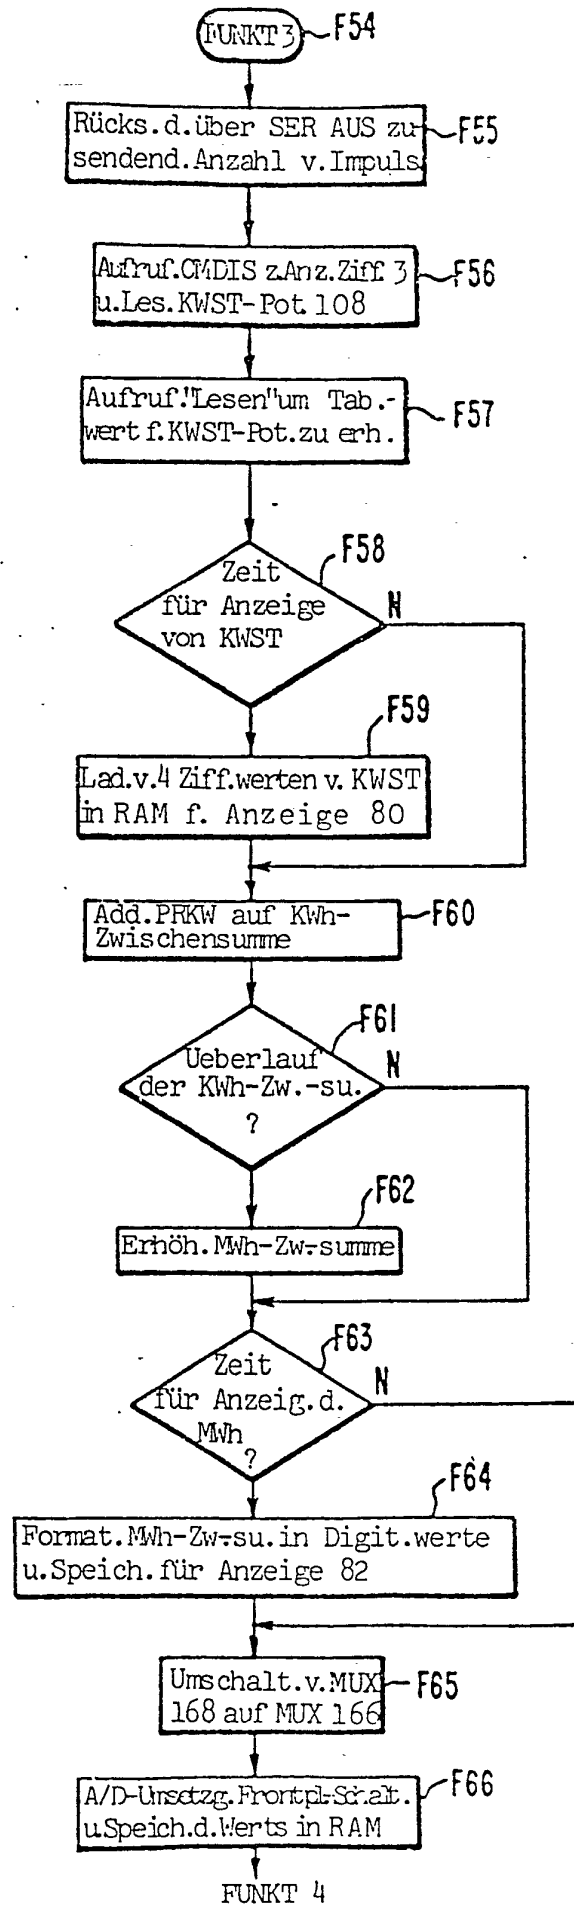 FUNKT 3
F54
Rücks.d.über SER AUS zu
sendend.Anzahl v.Impuls.
F55
Aufruf.CMDIS z.Anz.Ziff. 3
u.Les.KWST-Pot.108
F56
Aufruf."Lesen"um Tab.-
wert f.KWST-Pot.zu erh.
F57
F58
Zeit
für Anzeige
von KWST
N
F59
Lad.v.4 Ziff.werten v. KWST
in RAM f. Anzeige 80
Add.PRKW auf KWh-
Zwischensumme
F60
F61
Ueberlauf
der KWh-Zw.-su.
?
N
F62
Erhöh.MWh-Zw.-summe
F63
Zeit
für Anzeig.d.
MWh
?
N
F64
Format.MWh-Zw.-su.in Digit.werte
u.Speich.für Anzeige 82
Umschalt.v.MUX
168 auf MUX 166
F65
A/D-Umsetzg.Frontpl.-Schalt.
u.Speich.d.Werts in RAM
F66
FUNKT 4